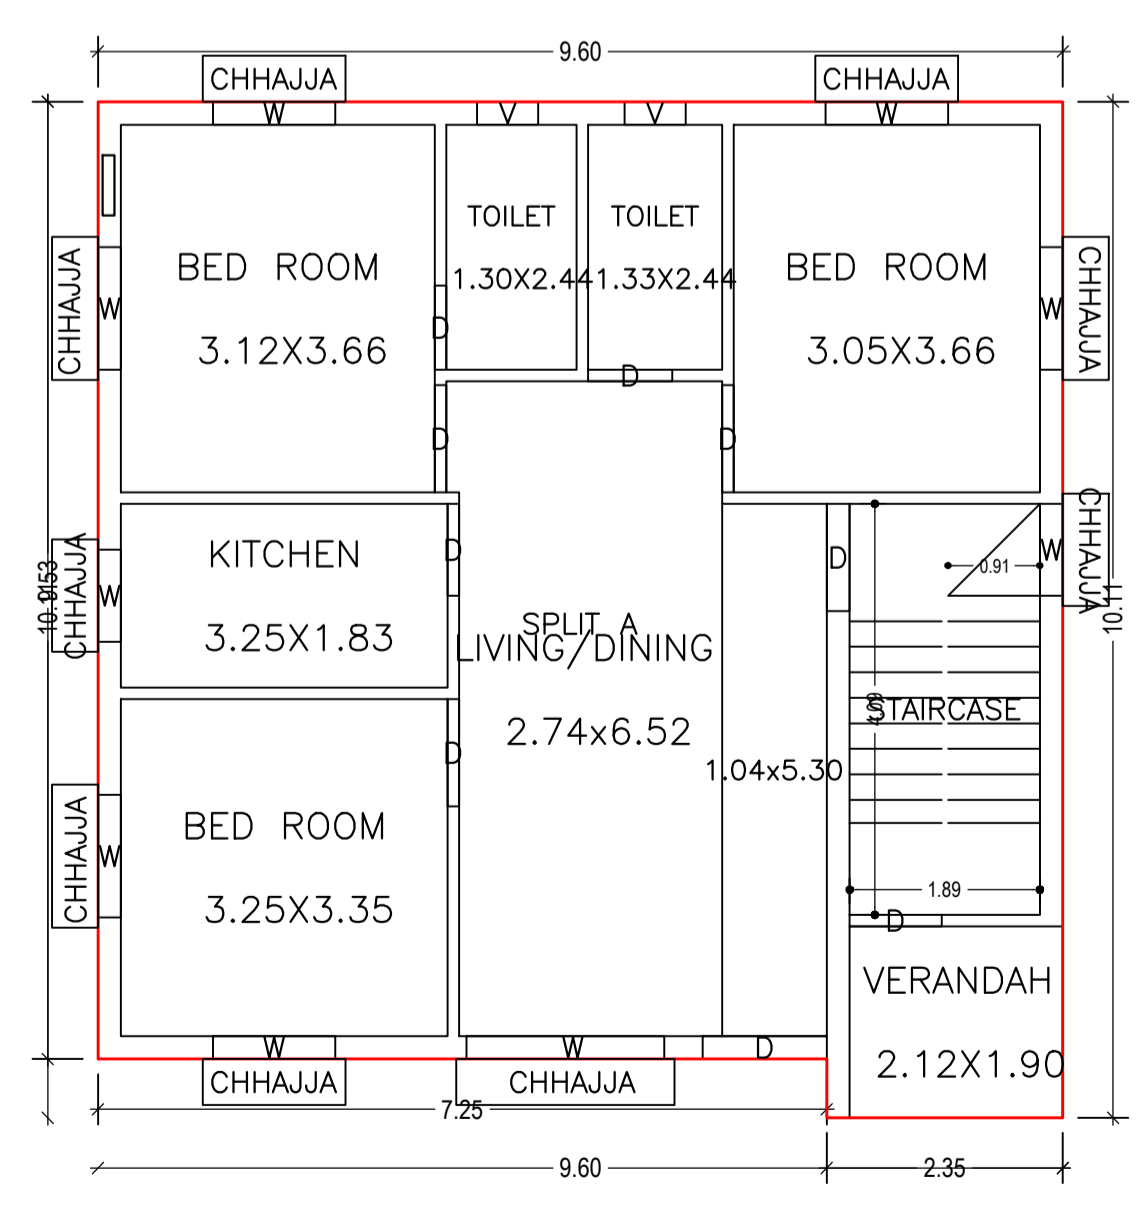 9.60
CHHAJJA
CHHAJJA
W
V
V
W
TOILET
TOILET
BED ROOM
BED ROOM
1.30X2.44
1.33X2.44
CHHAJJA
W
W
CHHAJJA
D
3.12X3.66
3.05X3.66
D
D
D
KITCHEN
D
D
W
CHHAJJA
0.91
CHHAJJA
W
10.11
3.25X1.83
SPLIT A
LIVING/DINING
2.74x6.52
4.09
STAIRCASE
D
1.04x5.30
BED ROOM
CHHAJJA
W
3.25X3.35
1.89
D
VERANDAH
2.12X1.90
W
W
D
CHHAJJA
CHHAJJA
7.25
9.60
2.35